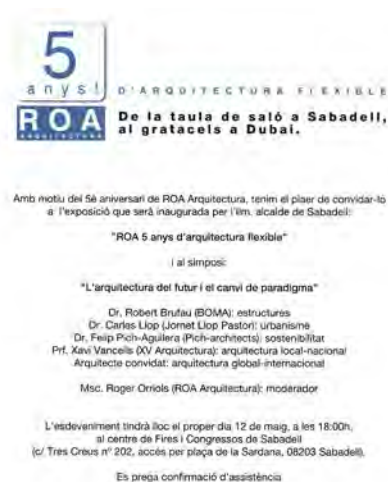 5
anys!
D'ARQUITECTURA FLEXIBLE
ROA
ARQUITECTURA
De la taula de saló a Sabadell,
al gratacels a Dubai.
Amb motiu del 5è aniversari de ROA Arquitectura, tenim el plaer de convidar-lo
a l'exposició que serà inaugurada per l'ilm. alcalde de Sabadell:
"ROA 5 anys d'arquitectura flexible"
i al simposi:
"L'arquitectura del futur i el canvi de paradigma"
Dr. Robert Brufau (BOMA): estructures
Dr. Carles Llop (Jornet Llop Pastor): urbanisme
Dr. Felip Pich-Aguilera (Pich-architects): sostenibilitat
Prf. Xavi Vancells (XV Arquitectura): arquitectura local-nacional
Arquitecte convidat: arquitectura global-internacional
Msc. Roger Orriols (ROA Arquitectura): moderador
L'esdeveniment tindrà lloc el proper dia 12 de maig, a les 18:00h,
al centre de Fires i Congressos de Sabadell
(c/ Tres Creus nº 202, accés per plaça de la Sardana, 08203 Sabadell).
Es prega confirmació d'assistència